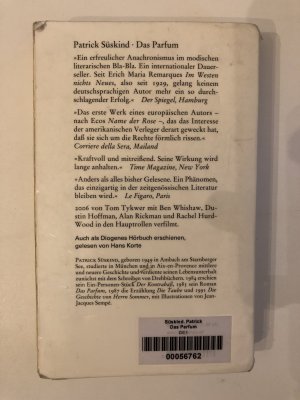 Patrick Süskind · Das Parfum
»Ein erfreulicher Anachronismus im modischen
literarischen Bla-Bla. Ein internationaler Dauer-
seller. Seit Erich Maria Remarques Im Westen
nichts Neues, also seit 1929, gelang keinem
deutschsprachigen Autor mehr ein so durch-
schlagender Erfolg.« Der Spiegel, Hamburg
»Das erste Werk eines europäischen Autors – nach
Ecos Name der Rose –, das das Interesse
der amerikanischen Verleger derart geweckt hat,
daß sie sich um die Rechte förmlich rissen.«
Corriere della Sera, Mailand
»Kraftvoll und mitreißend. Seine Wirkung wird
lange anhalten.« Time Magazine, New York
»Anders als alles bisher Gelesene. Ein Phänomen,
das einzigartig in der zeitgenössischen Literatur
bleiben wird.« Le Figaro, Paris
2006 von Tom Tykwer mit Ben Whishaw, Du-
stin Hoffman, Alan Rickman und Rachel Hurd-
Wood in den Hauptrollen verfilmt.
Auch als Diogenes Hörbuch erschienen,
gelesen von Hans Korte
Patrick Süskind, geboren 1949 in Ambach am Starnberger
See, studierte in München und in Aix-en-Provence mittlere
und neuere Geschichte und verdiente seinen Lebensunterhalt
zunächst mit dem Schreiben von Drehbüchern. 1984 erschien
sein Ein-Personen-Stück Der Kontrabaß, 1985 sein Roman
Das Parfum, 1987 die Erzählung Die Taube und 1991 Die
Geschichte von Herrn Sommer, mit Illustrationen von Jean-
Jacques Sempé.
Süskind, Patrick
Das Parfum
00056762